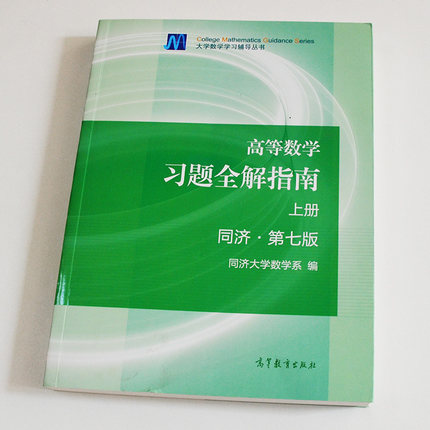 College Mathematics Guidance Series
大学数学学习辅导丛书
高等数学
习题全解指南
上册
同济·第七版
同济大学数学系 编
高等教育出版社